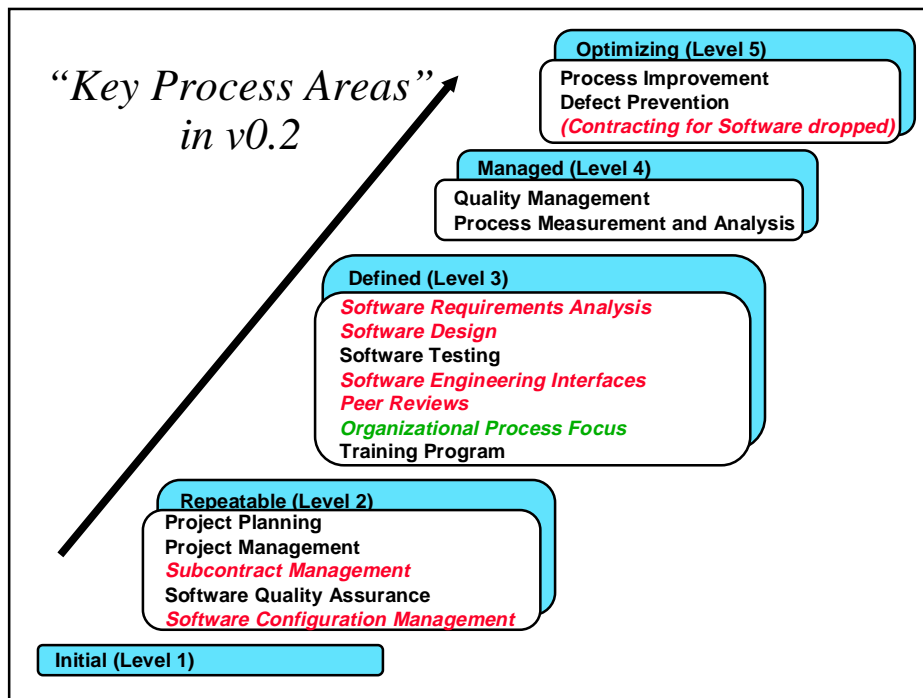 “Key Process Areas”
in v0.2
Optimizing (Level 5)
Process Improvement
Defect Prevention
(Contracting for Software dropped)
Managed (Level 4)
Quality Management
Process Measurement and Analysis
Defined (Level 3)
Software Requirements Analysis
Software Design
Software Testing
Software Engineering Interfaces
Peer Reviews
Organizational Process Focus
Training Program
Repeatable (Level 2)
Project Planning
Project Management
Subcontract Management
Software Quality Assurance
Software Configuration Management
Initial (Level 1)